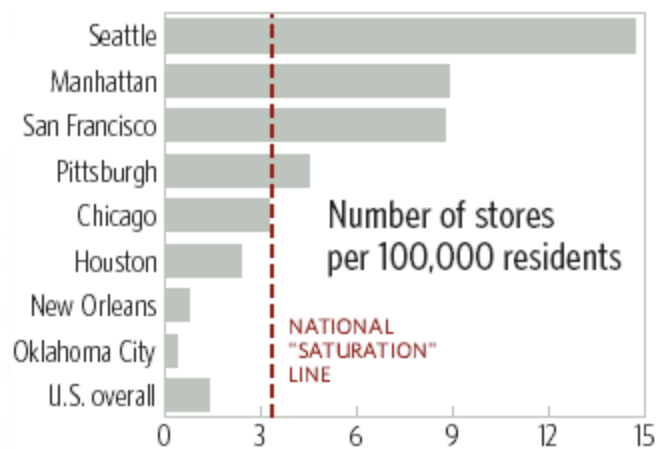 Seattle
Manhattan
San Francisco
Pittsburgh
Chicago
Houston
New Orleans
Oklahoma City
U.S. overall
Number of stores
per 100,000 residents
NATIONAL
"SATURATION"
LINE
0 3 6 9 12 15